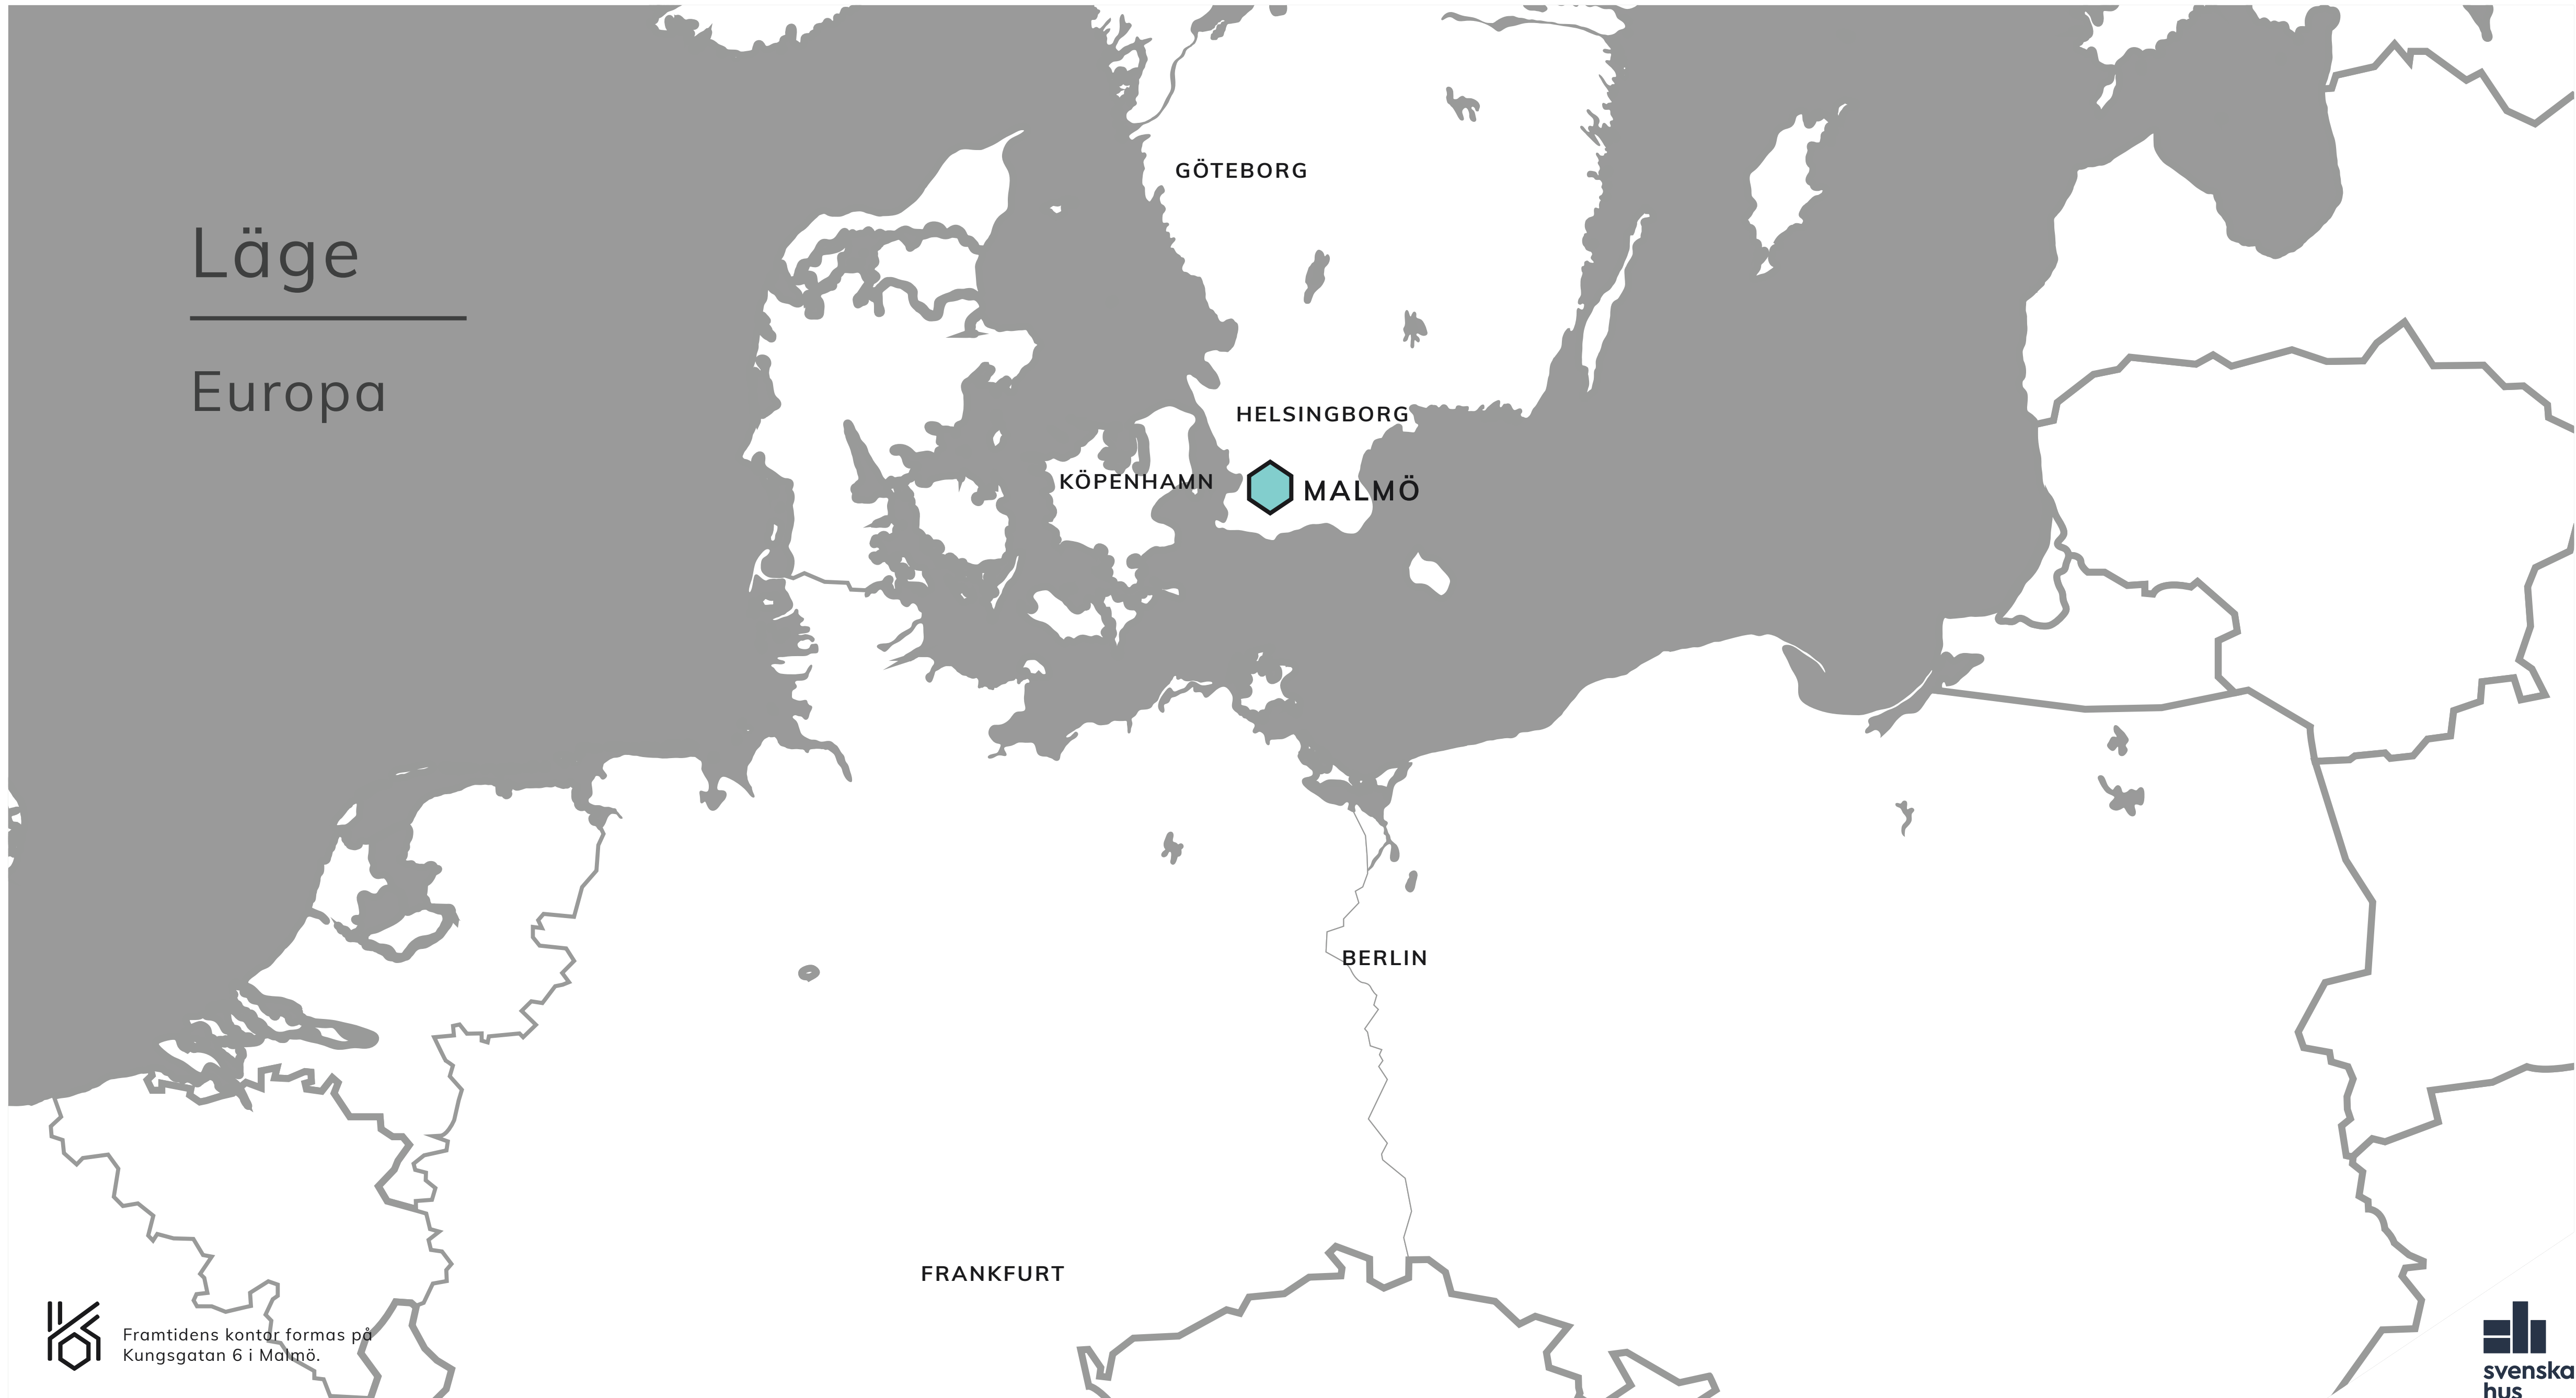 Läge
Europa
GÖTEBORG
HELSINGBORG
KÖPENHAMN
MALMÖ
BERLIN
FRANKFURT
Framtidens kontor formas på
Kungsgatan 6 i Malmö.
svenska
hus